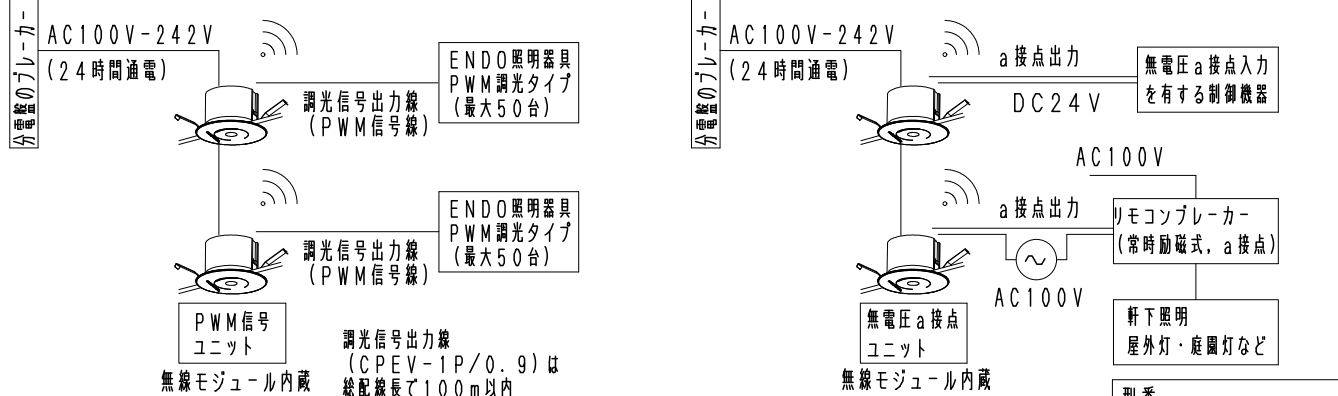 分電盤のブレーカー
AC100V-242V
(24時間通電)
調光信号出力線
(PWM信号線)
ENDO照明器具
PWM調光タイプ
(最大50台)
調光信号出力線
(PWM信号線)
ENDO照明器具
PWM調光タイプ
(最大50台)
PWM信号
ユニット
無線モジュール内蔵
調光信号出力線
(CPEV-1P/0.9)は
総配線長で100m以内
分電盤のブレーカー
AC100V-242V
(24時間通電)
a接点出力
DC24V
無電圧a接点入力
を有する制御機器
AC100V
a接点出力
AC100V
リモコンブレーカー
(常時励磁式,a接点)
軒下照明
屋外灯・庭園灯など
無電圧a接点
ユニット
無線モジュール内蔵
型番